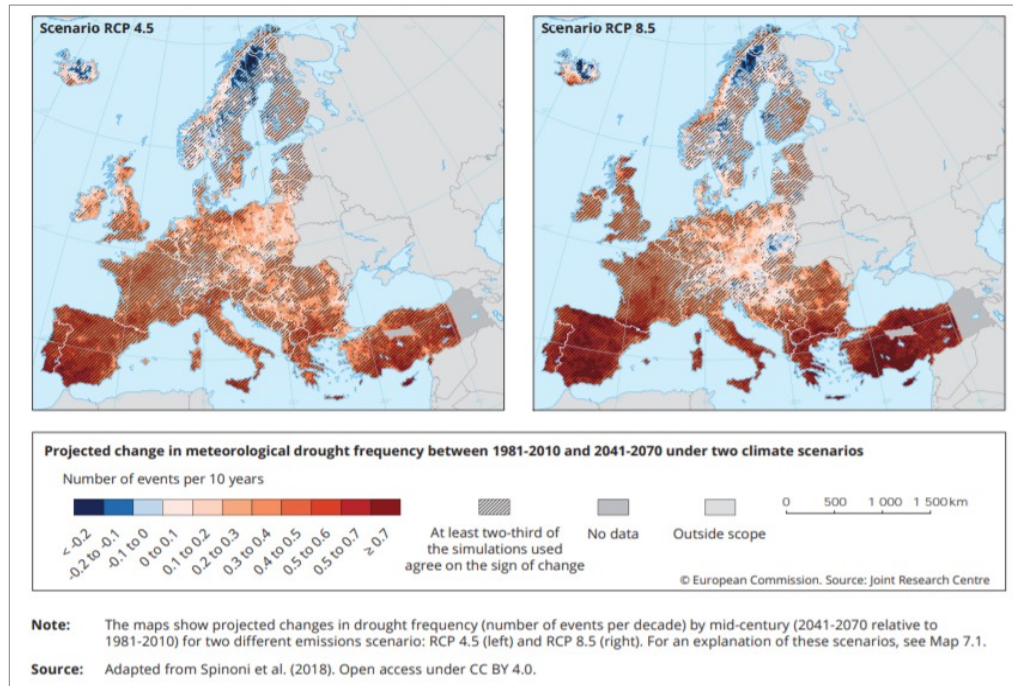 Scenario RCP 4.5
Scenario RCP 8.5
Projected change in meteorological drought frequency between 1981-2010 and 2041-2070 under two climate scenarios
Number of events per 10 years
< -0.2
-0.2 to -0.1
-0.1 to 0
0 to 0.1
0.1 to 0.2
0.2 to 0.3
0.3 to 0.4
0.4 to 0.5
0.5 to 0.6
0.5 to 0.7
≥ 0.7
At least two-third of
the simulations used
agree on the sign of change
No data
Outside scope
0 500 1 000 1 500 km
© European Commission. Source: Joint Research Centre
Note: The maps show projected changes in drought frequency (number of events per decade) by mid-century (2041-2070 relative to
1981-2010) for two different emissions scenario: RCP 4.5 (left) and RCP 8.5 (right). For an explanation of these scenarios, see Map 7.1.
Source: Adapted from Spinoni et al. (2018). Open access under CC BY 4.0.